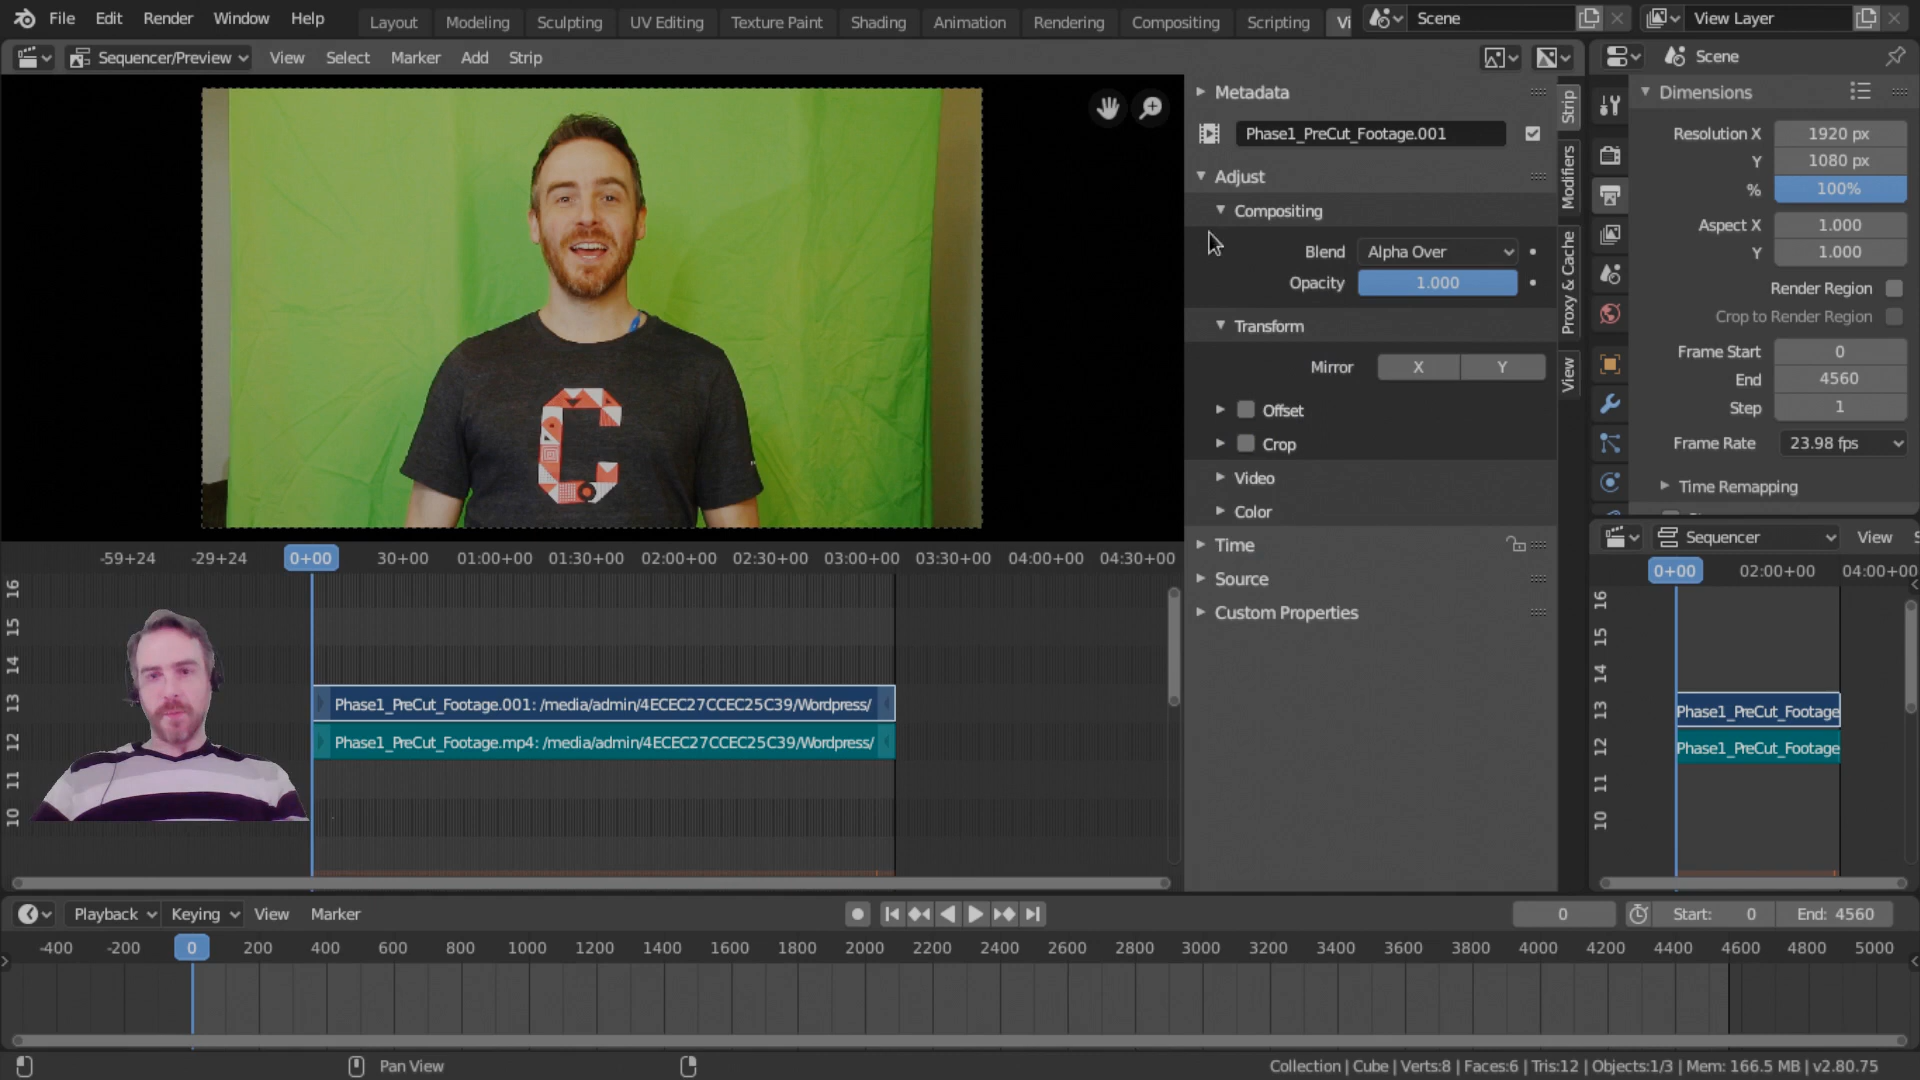 File Edit Render Window Help Layout Modeling Sculpting UV Editing Texture Paint Shading Animation Rendering Compositing Scripting Vi Scene View Layer
Sequencer/Preview View Select Marker Add Strip Scene
Metadata
Phase1_PreCut_Footage.001
Adjust
Compositing
Blend Alpha Over
Opacity 1.000
Transform
Mirror X Y
Offset
Crop
Video
Color
Time
Source
Custom Properties
Strip
Modifiers
Proxy & Cache
View
Dimensions
Resolution X 1920 px
Y 1080 px
% 100%
Aspect X 1.000
Y 1.000
Render Region
Crop to Render Region
Frame Start 0
End 4560
Step 1
Frame Rate 23.98 fps
Time Remapping
C
-59+24 -29+24 0+00 30+00 01:00+00 01:30+00 02:00+00 02:30+00 03:00+00 03:30+00 04:00+00 04:30+00
16
15
14
13
12
11
10
Phase1_PreCut_Footage.001: /media/admin/4ECEC27CCEC25C39/Wordpress/
Phase1_PreCut_Footage.mp4: /media/admin/4ECEC27CCEC25C39/Wordpress/
Sequencer View S
0+00 02:00+00 04:00+00
16
15
14
13
12
11
10
Phase1_PreCut_Footage
Phase1_PreCut_Footage
Playback Keying View Marker 0 Start: 0 End: 4560
-400 -200 0 200 400 600 800 1000 1200 1400 1600 1800 2000 2200 2400 2600 2800 3000 3200 3400 3600 3800 4000 4200 4400 4600 4800 5000
Pan View Collection | Cube | Verts:8 | Faces:6 | Tris:12 | Objects:1/3 | Mem: 166.5 MB | v2.80.75